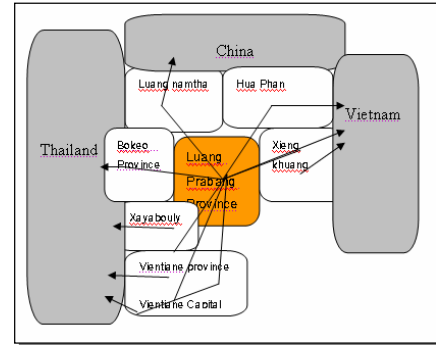 China
Luang namtha
Hua Phan
Vietnam
Thailand
Bokeo
Province
Luang
Prabang
Province
Xieng
khuang
Xayabouly
Vientiane province
Vientiane Capital